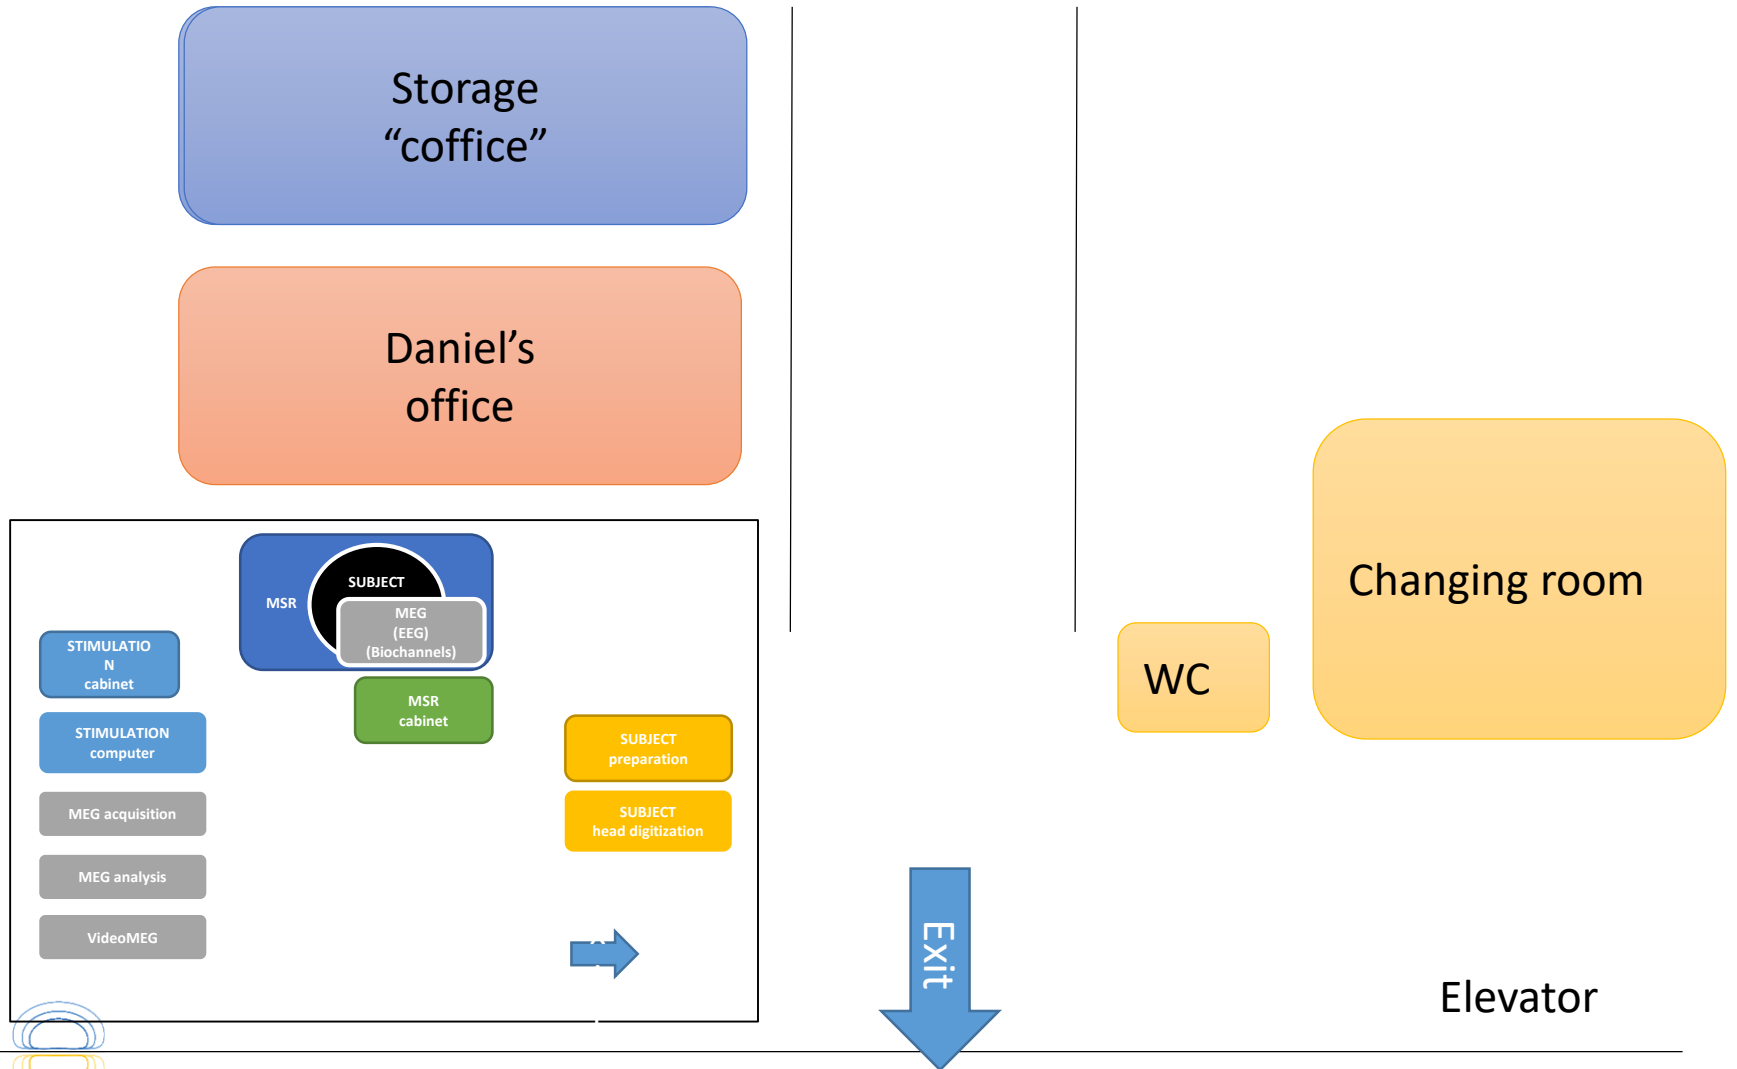 Storage
“coffice”
Daniel’s
office
SUBJECT
MSR
MEG
(EEG)
(Biochannels)
STIMULATIO
N
cabinet
MSR
cabinet
STIMULATION
computer
SUBJECT
preparation
MEG acquisition
SUBJECT
head digitization
MEG analysis
VideoMEG
Changing room
WC
Exit
Elevator